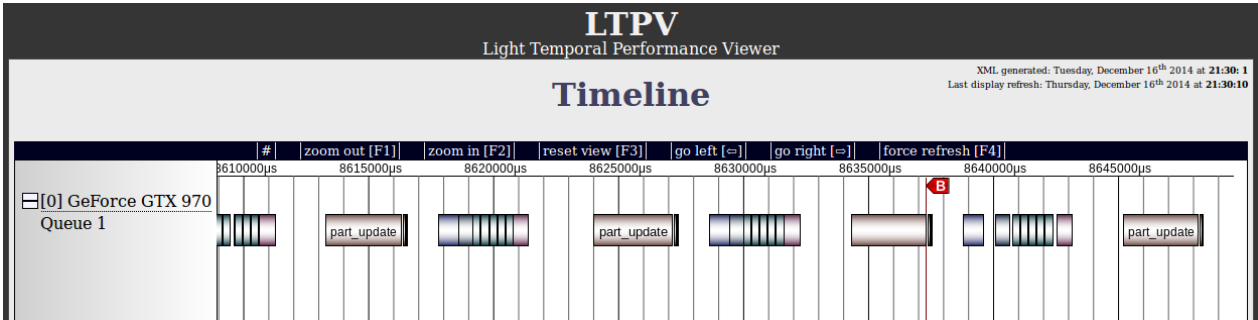 LTPV
Light Temporal Performance Viewer
XML generated: Tuesday, December 16th 2014 at 21:30: 1
Last display refresh: Thursday, December 16th 2014 at 21:30:10
Timeline
# zoom out [F1] zoom in [F2] reset view [F3] go left [⇦] go right [⇨] force refresh [F4]
8610000µs 8615000µs 8620000µs 8625000µs 8630000µs 8635000µs 8640000µs 8645000µs
B
[0] GeForce GTX 970
Queue 1
part_update part_update part_update